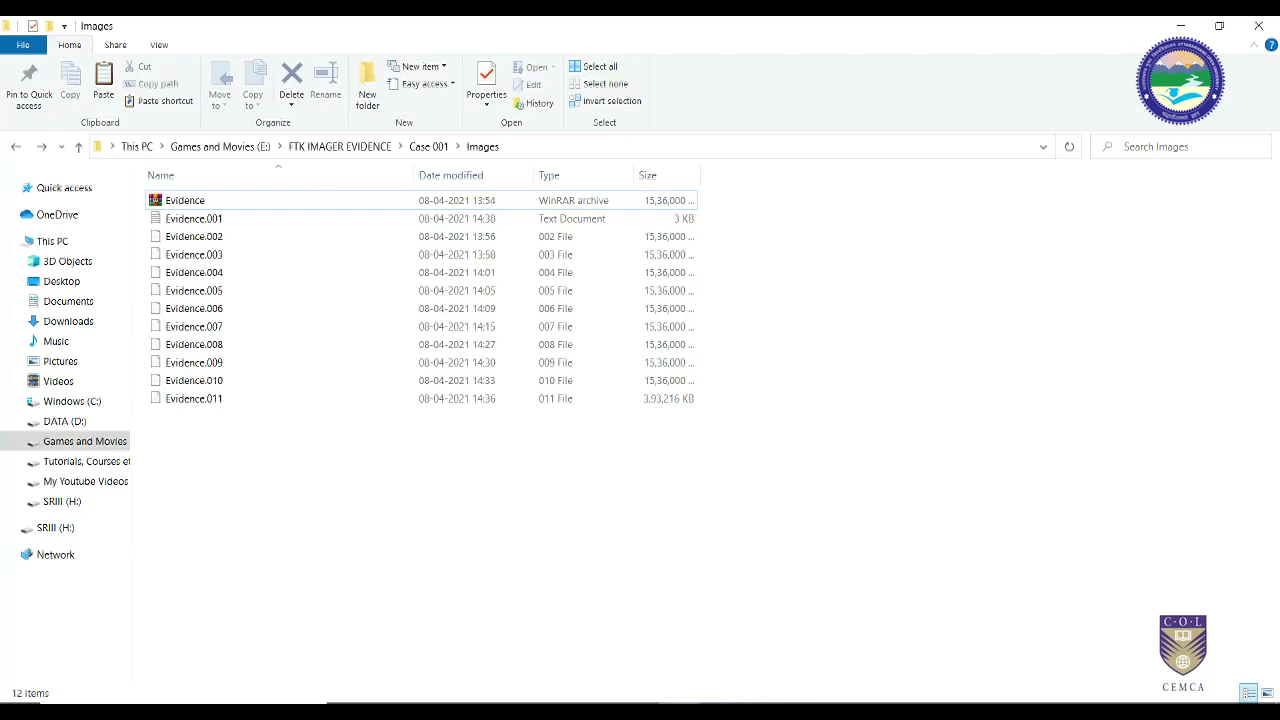 Images
File Home Share View
Pin to Quick access
Copy
Paste
Cut
Copy path
Paste shortcut
Clipboard
Move to
Copy to
Delete
Rename
Organize
New folder
New item
Easy access
New
Properties
Open
Edit
History
Open
Select all
Select none
Invert selection
Select
This PC > Games and Movies (E:) > FTK IMAGER EVIDENCE > Case 001 > Images
Search Images
Name Date modified Type Size
Evidence 08-04-2021 13:54 WinRAR archive 15,36,000 ...
Evidence.001 08-04-2021 14:38 Text Document 3 KB
Evidence.002 08-04-2021 13:56 002 File 15,36,000 ...
Evidence.003 08-04-2021 13:58 003 File 15,36,000 ...
Evidence.004 08-04-2021 14:01 004 File 15,36,000 ...
Evidence.005 08-04-2021 14:05 005 File 15,36,000 ...
Evidence.006 08-04-2021 14:09 006 File 15,36,000 ...
Evidence.007 08-04-2021 14:15 007 File 15,36,000 ...
Evidence.008 08-04-2021 14:27 008 File 15,36,000 ...
Evidence.009 08-04-2021 14:30 009 File 15,36,000 ...
Evidence.010 08-04-2021 14:33 010 File 15,36,000 ...
Evidence.011 08-04-2021 14:36 011 File 3,93,216 KB
Quick access
OneDrive
This PC
3D Objects
Desktop
Documents
Downloads
Music
Pictures
Videos
Windows (C:)
DATA (D:)
Games and Movies
Tutorials, Courses et
My Youtube Videos
SRIII (H:)
SRIII (H:)
Network
12 items
C·O·L
CEMCA